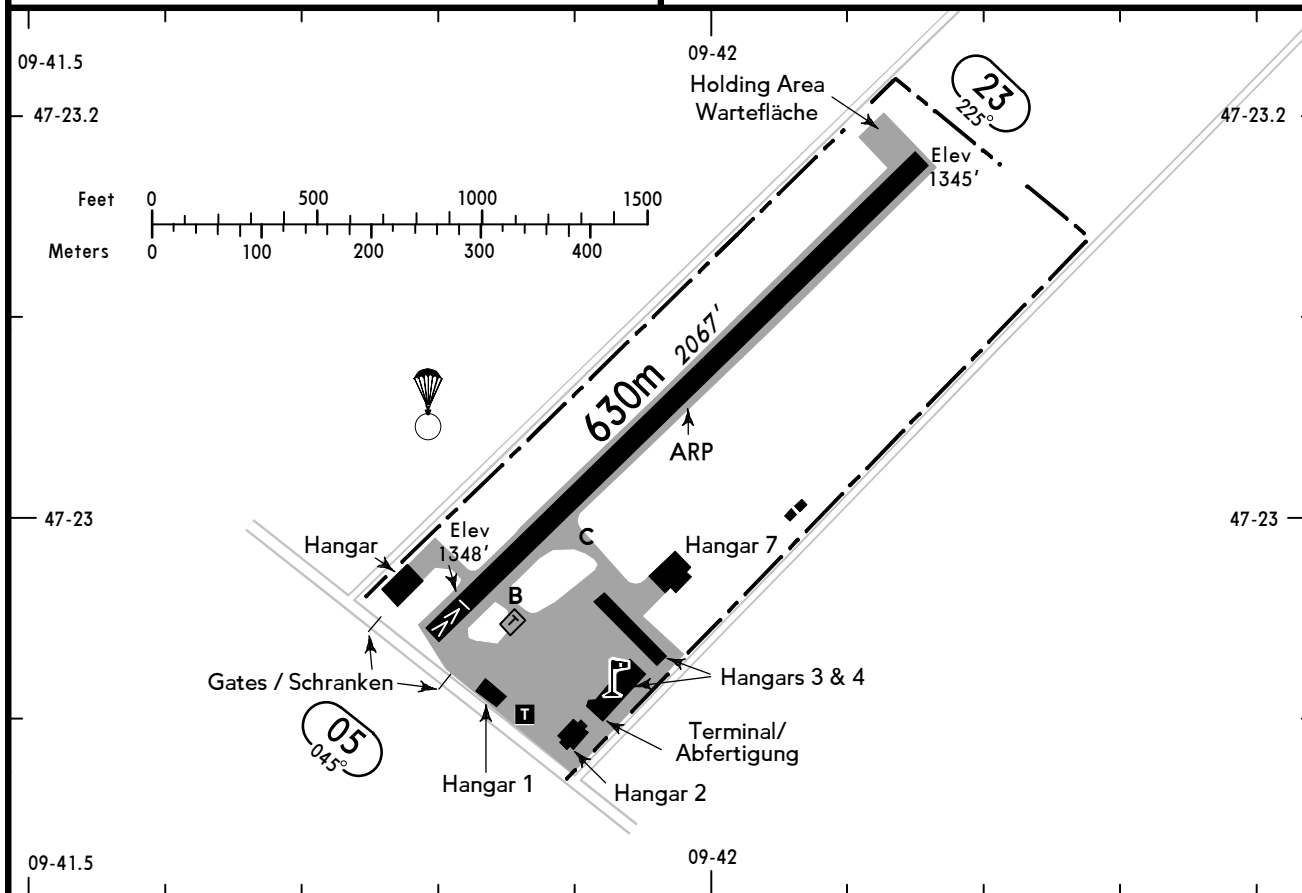 09-41.5
09-42
47-23.2
Holding Area
Wartefläche
23
225°
47-23.2
Elev
1345'
Feet
0
500
1000
1500
Meters
0
100
200
300
400
630m 2067'
ARP
47-23
C
47-23
Hangar
Elev
1348'
Hangar 7
B
T
Gates / Schranken
Hangars 3 & 4
T
05
045°
Terminal/
Abfertigung
Hangar 1
Hangar 2
09-41.5
09-42